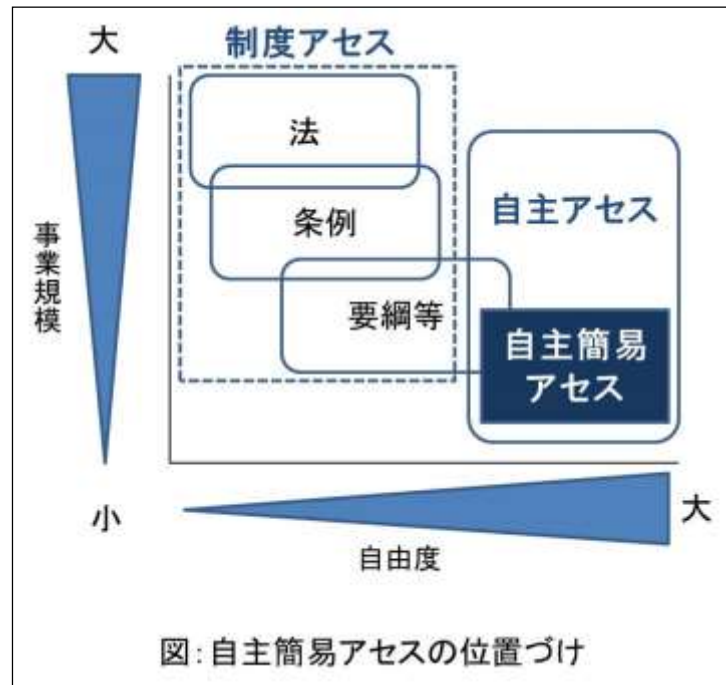 大
制度アセス
法
条例
自主アセス
事業規模
要綱等
自主簡易
アセス
小
大
自由度
図:自主簡易アセスの位置づけ